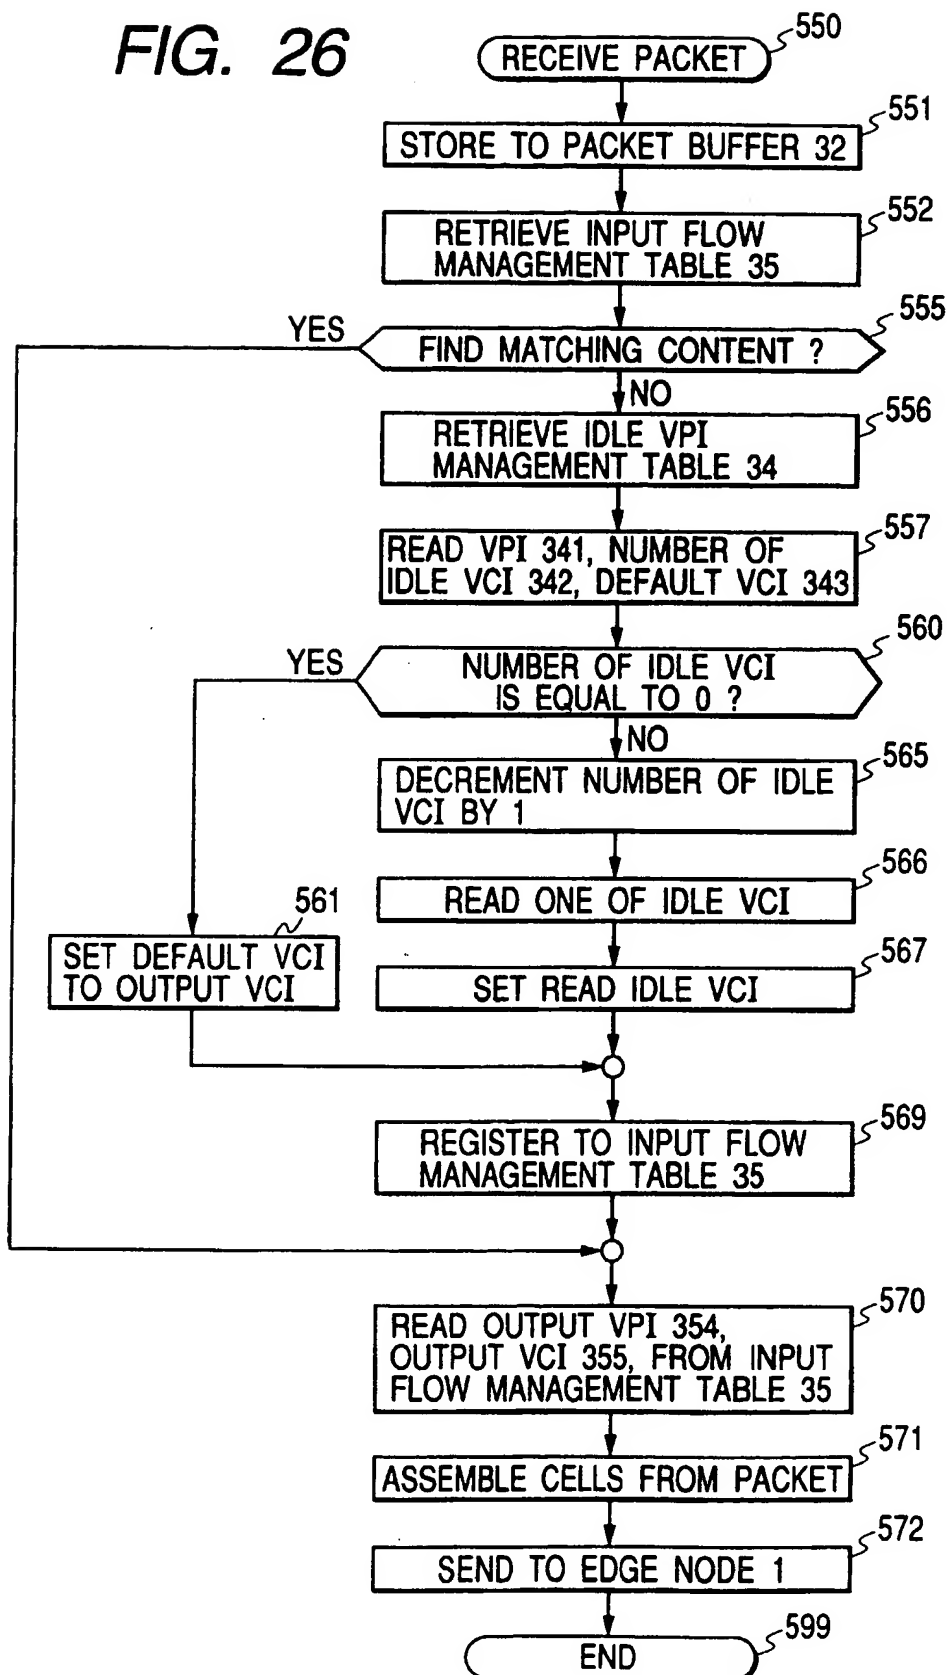 FIG. 26
RECEIVE PACKET
550
551
STORE TO PACKET BUFFER 32
552
RETRIEVE INPUT FLOW
MANAGEMENT TABLE 35
555
YES
FIND MATCHING CONTENT ?
NO
556
RETRIEVE IDLE VPI
MANAGEMENT TABLE 34
557
READ VPI 341, NUMBER OF
IDLE VCI 342, DEFAULT VCI 343
560
YES
NUMBER OF IDLE VCI
IS EQUAL TO 0 ?
NO
565
DECREMENT NUMBER OF IDLE
VCI BY 1
566
READ ONE OF IDLE VCI
561
SET DEFAULT VCI
TO OUTPUT VCI
567
SET READ IDLE VCI
569
REGISTER TO INPUT FLOW
MANAGEMENT TABLE 35
570
READ OUTPUT VPI 354,
OUTPUT VCI 355, FROM INPUT
FLOW MANAGEMENT TABLE 35
571
ASSEMBLE CELLS FROM PACKET
572
SEND TO EDGE NODE 1
599
END